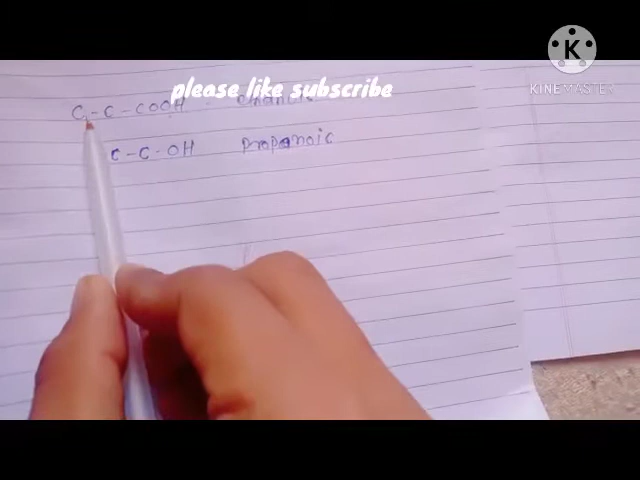 K
KINEMASTER
please like subscribe
C - C - COOH
C - C - OH propanoic